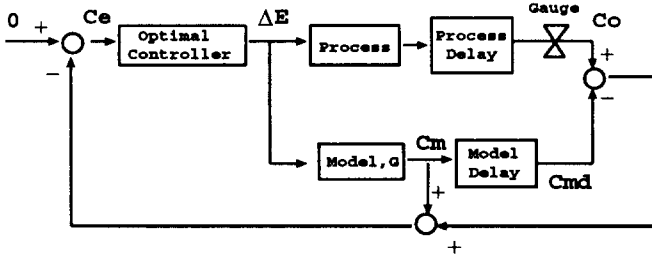 0 + Ce Optimal Controller ΔE Process Process Delay Gauge Co
+
−
−
Model,G Cm Model Delay Cmd
+
+